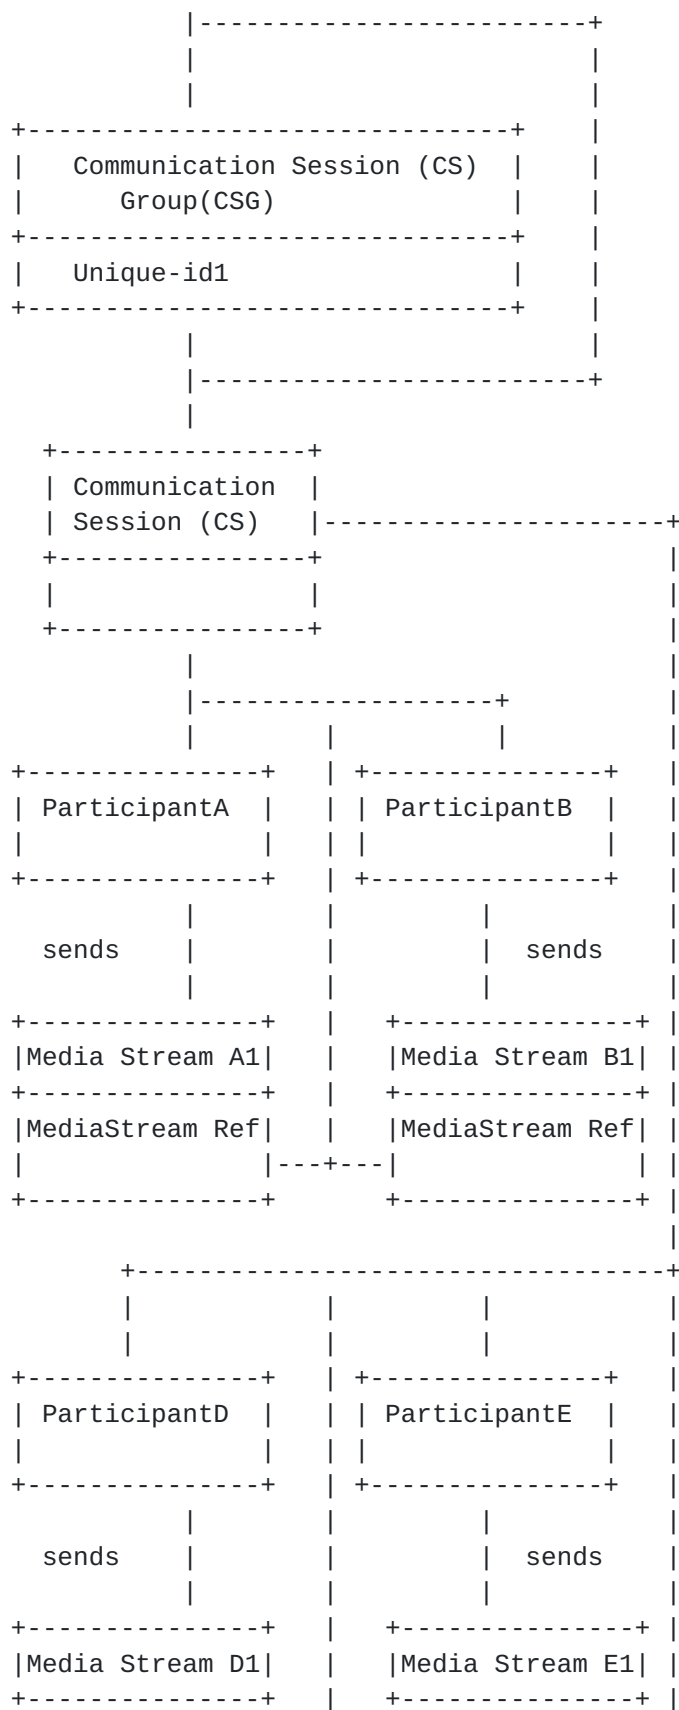 Communication Session (CS)
Group(CSG)
Unique-id1
Communication
Session (CS)
ParticipantA ParticipantB
sends sends
Media Stream A1 Media Stream B1
MediaStream Ref MediaStream Ref
ParticipantD ParticipantE
sends sends
Media Stream D1 Media Stream E1